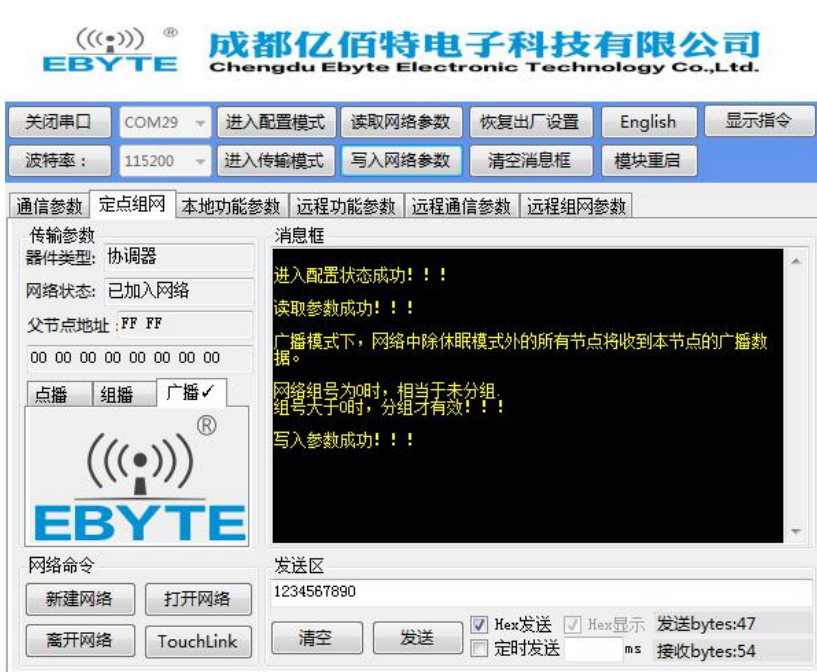 ((•)) ®
EBYTE
成都亿佰特电子科技有限公司
Chengdu Ebyte Electronic Technology Co.,Ltd.
关闭串口 COM29 进入配置模式 读取网络参数 恢复出厂设置 English 显示指令
波特率： 115200 进入传输模式 写入网络参数 清空消息框 模块重启
通信参数 定点组网 本地功能参数 远程功能参数 远程通信参数 远程组网参数
传输参数
器件类型: 协调器
网络状态: 已加入网络
父节点地址: FF FF
00 00 00 00 00 00 00 00
点播 组播 广播✓
®
EBYTE
网络命令
新建网络 打开网络
离开网络 TouchLink
消息框
进入配置状态成功！！！
读取参数成功！！！
广播模式下，网络中除休眠模式外的所有节点将收到本节点的广播数
据。
网络组号为0时，相当于未分组.
组号大于0时，分组才有效！！！
写入参数成功！！！
发送区
1234567890
清空 发送 Hex发送 Hex显示 发送bytes:47
定时发送 ms 接收bytes:54